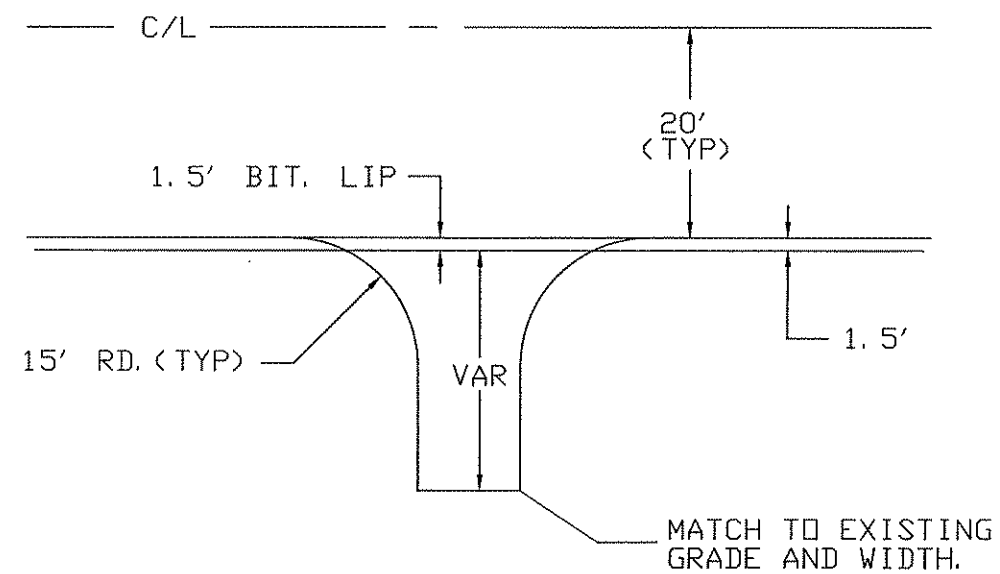 C/L
20'
(TYP)
1.5' BIT. LIP
15' RD. (TYP)
1.5'
VAR
MATCH TO EXISTING
GRADE AND WIDTH.